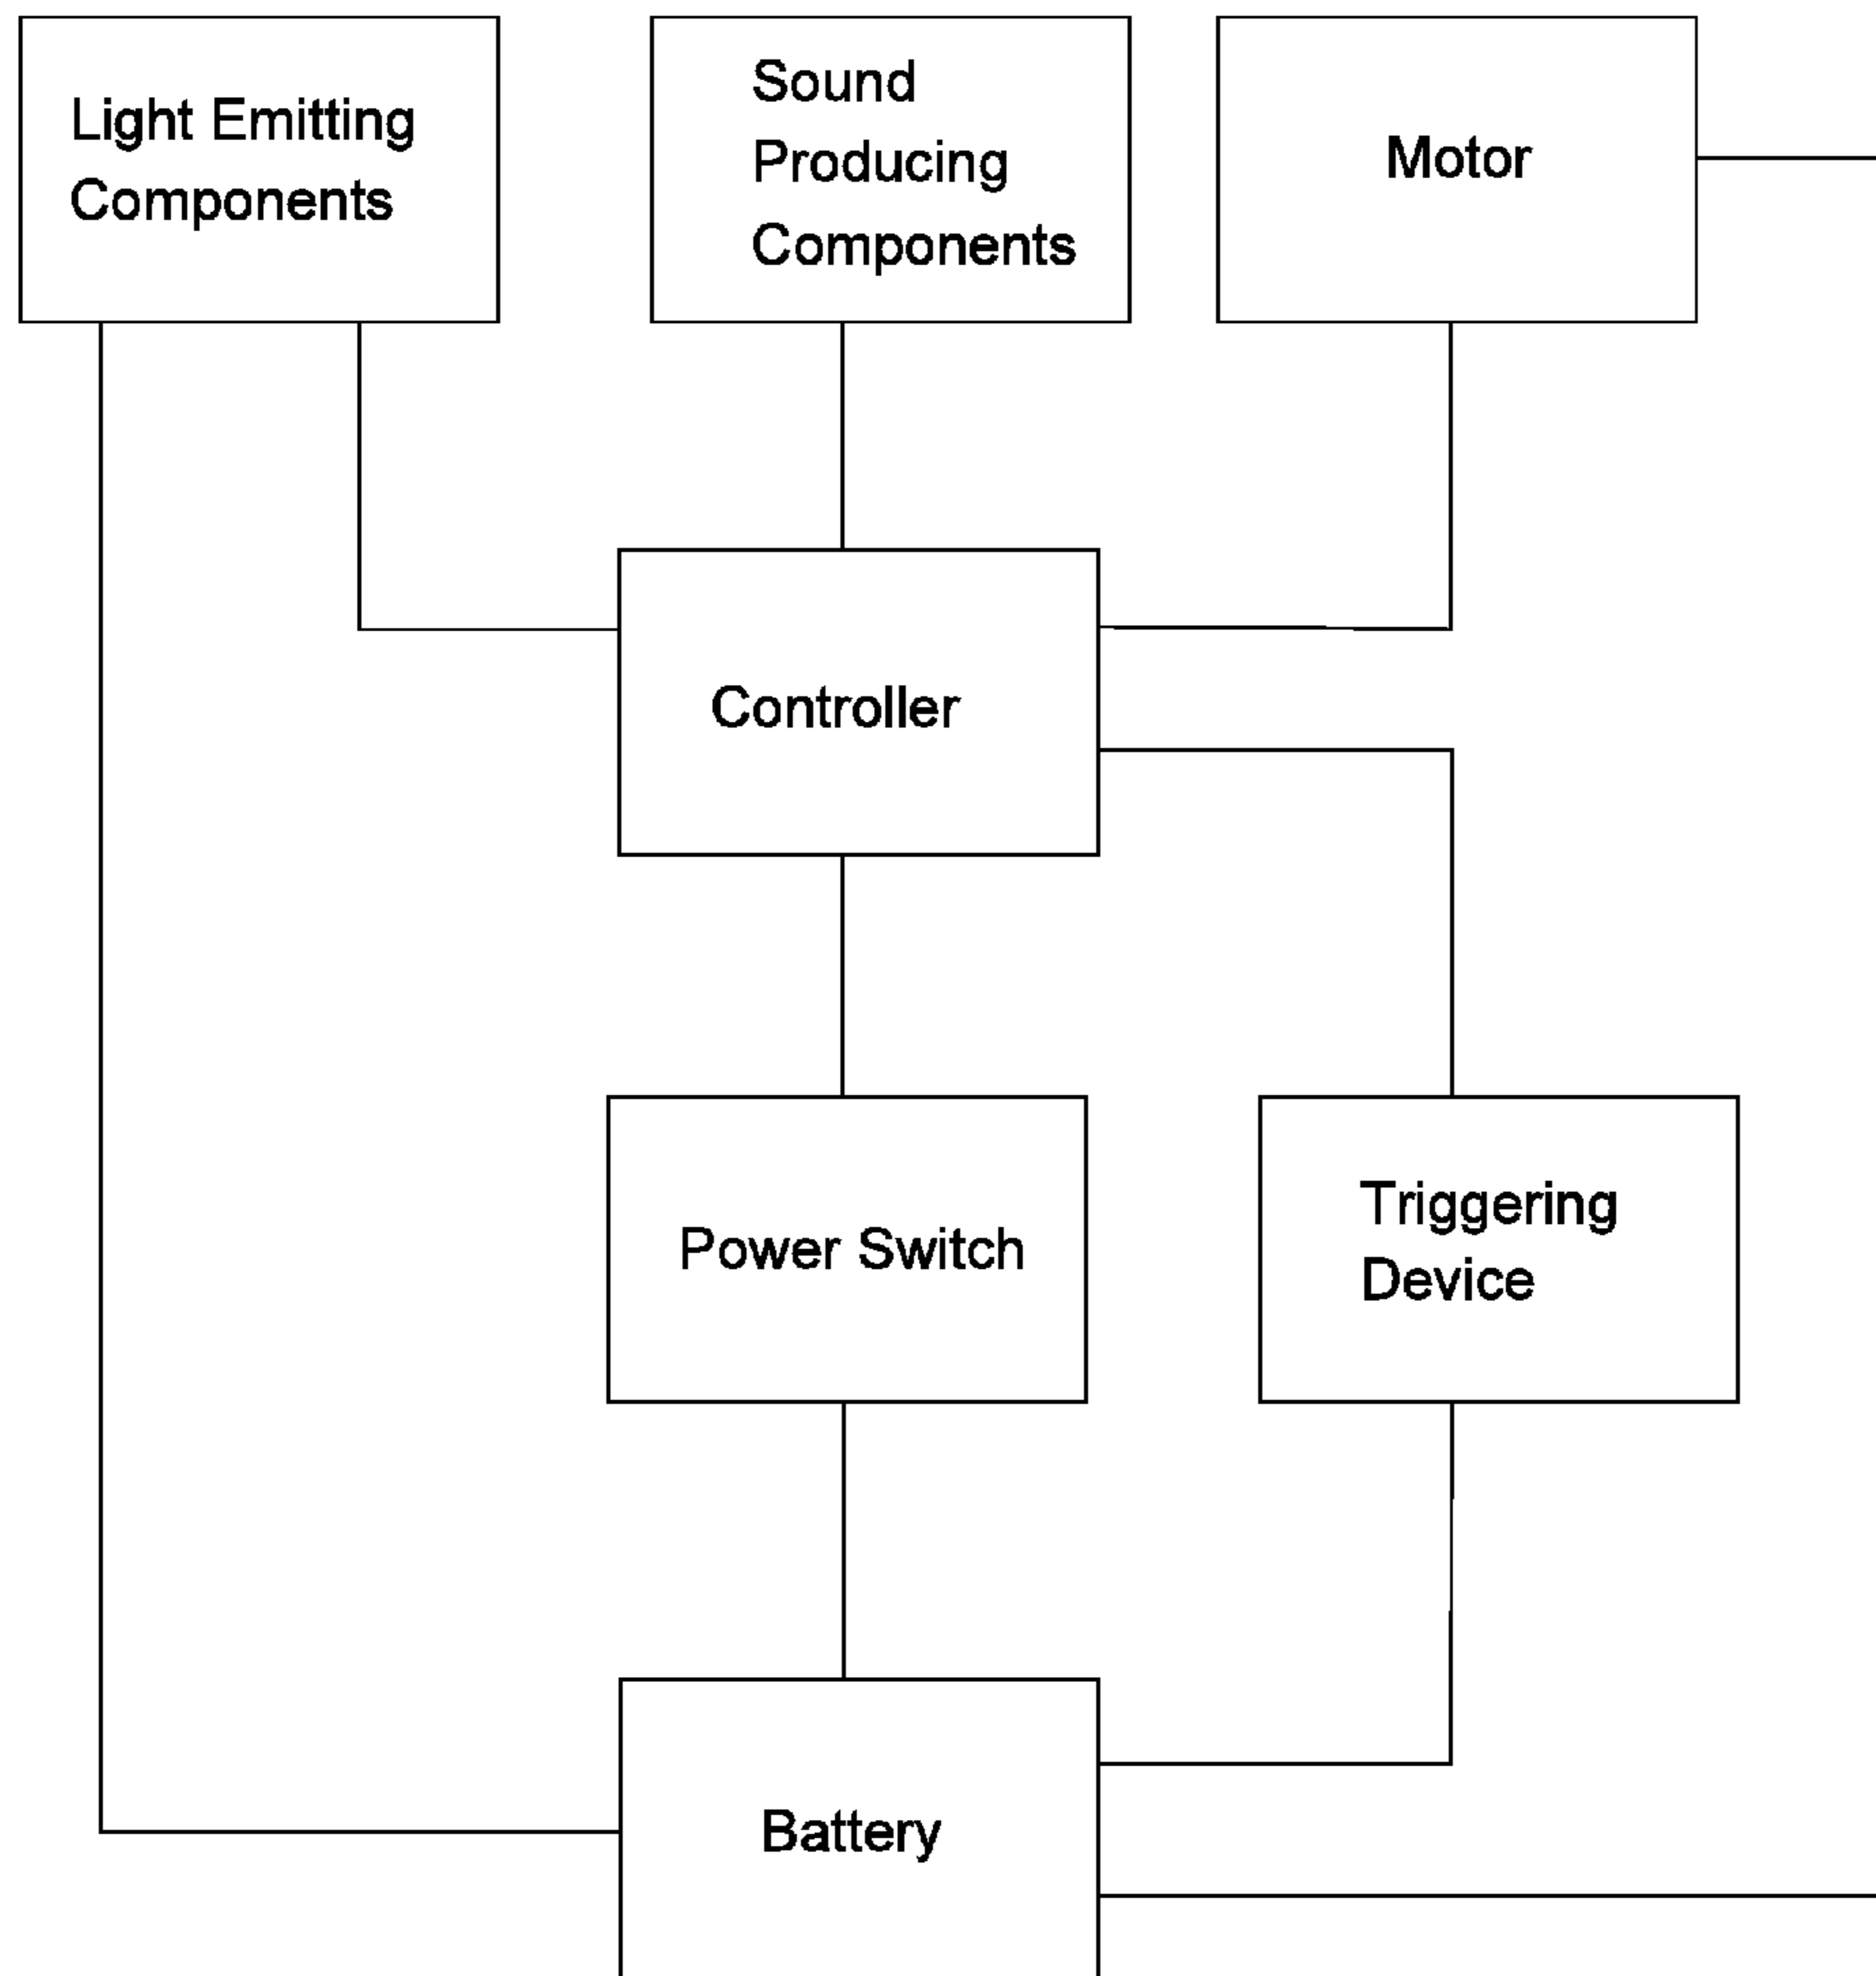 Light Emitting
Components
Sound
Producing
Components
Motor
Controller
Power Switch
Triggering
Device
Battery